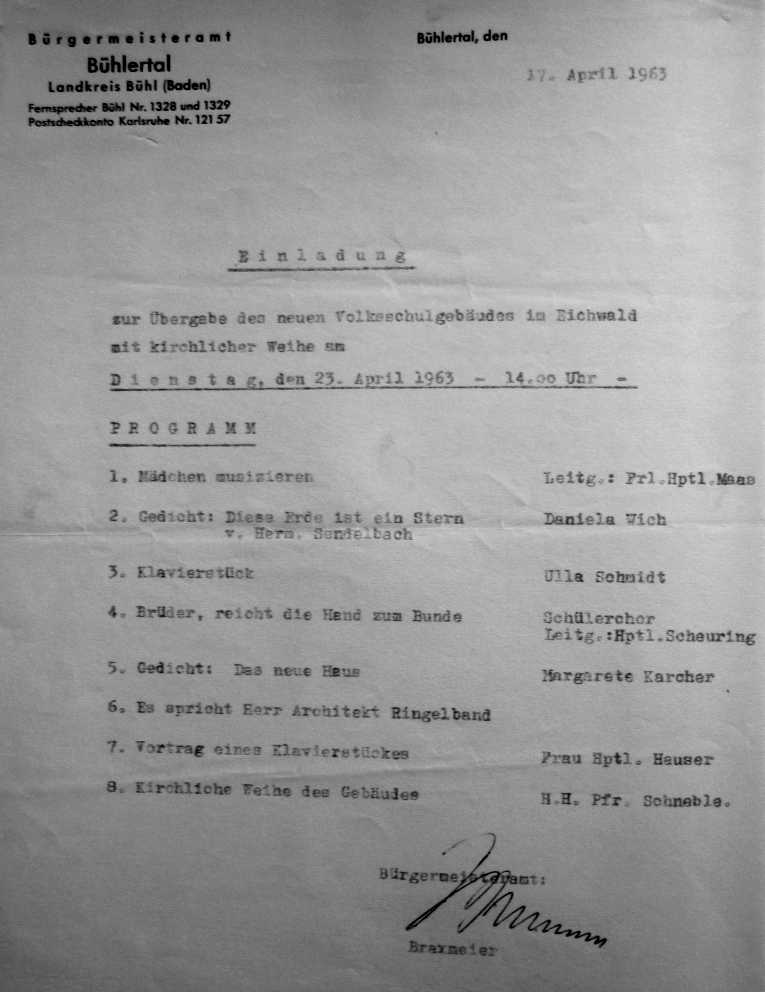 Bürgermeisteramt
Bühlertal
Landkreis Bühl (Baden)
Fernsprecher Bühl Nr. 1328 und 1329
Postscheckkonto Karlsruhe Nr. 121 57
Bühlertal, den
17. April 1963
Einladung
zur Übergabe des neuen Volksschulgebäudes im Eichwald
mit kirchlicher Weihe am
Dienstag, den 23. April 1963 - 14.00 Uhr -
PROGRAMM
1. Mädchen musizieren Leitg.: Frl.Hptl.Maas
2. Gedicht: Diese Erde ist ein Stern Daniela Wich
v. Herm. Sendelbach
3. Klavierstück Ulla Schmidt
4. Brüder, reicht die Hand zum Bunde Schülerchor
Leitg.:Hptl.Scheuring
5. Gedicht: Das neue Haus Margarete Karcher
6. Es spricht Herr Architekt Ringelband
7. Vortrag eines Klavierstückes Frau Hptl. Hauser
8. Kirchliche Weihe des Gebäudes H.H. Pfr. Schneble.
Bürgermeisteramt:
Braxmeier